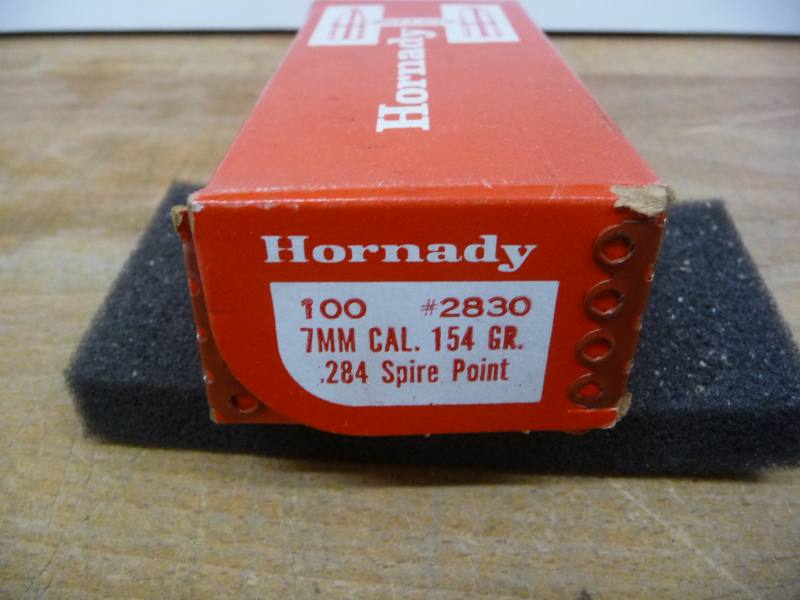 Hornady
Hornady
100 #2830
7MM CAL. 154 GR.
.284 Spire Point